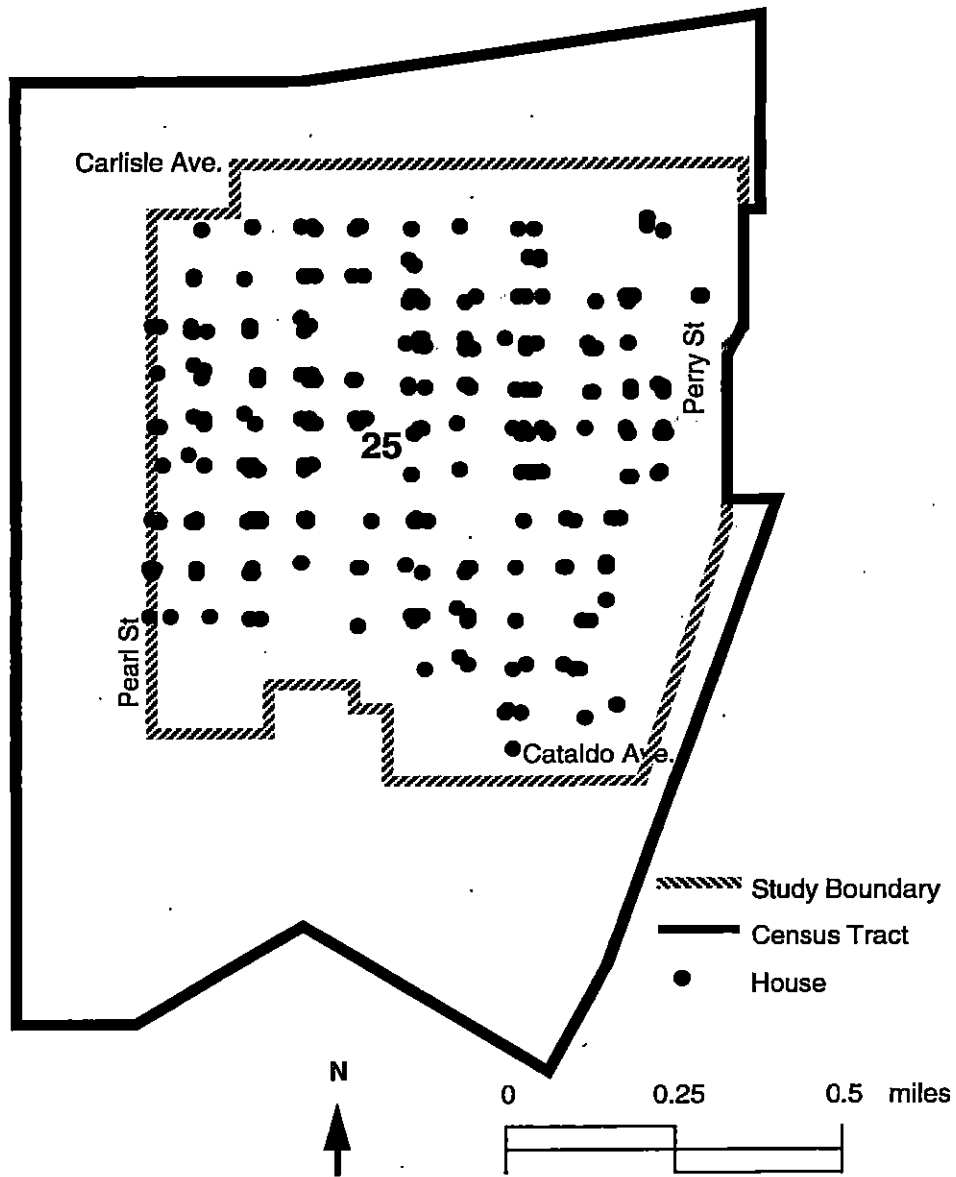 Carlisle Ave.
Perry St
25
Pearl St
Cataldo Ave.
Study Boundary
Census Tract
House
N
0 0.25 0.5 miles